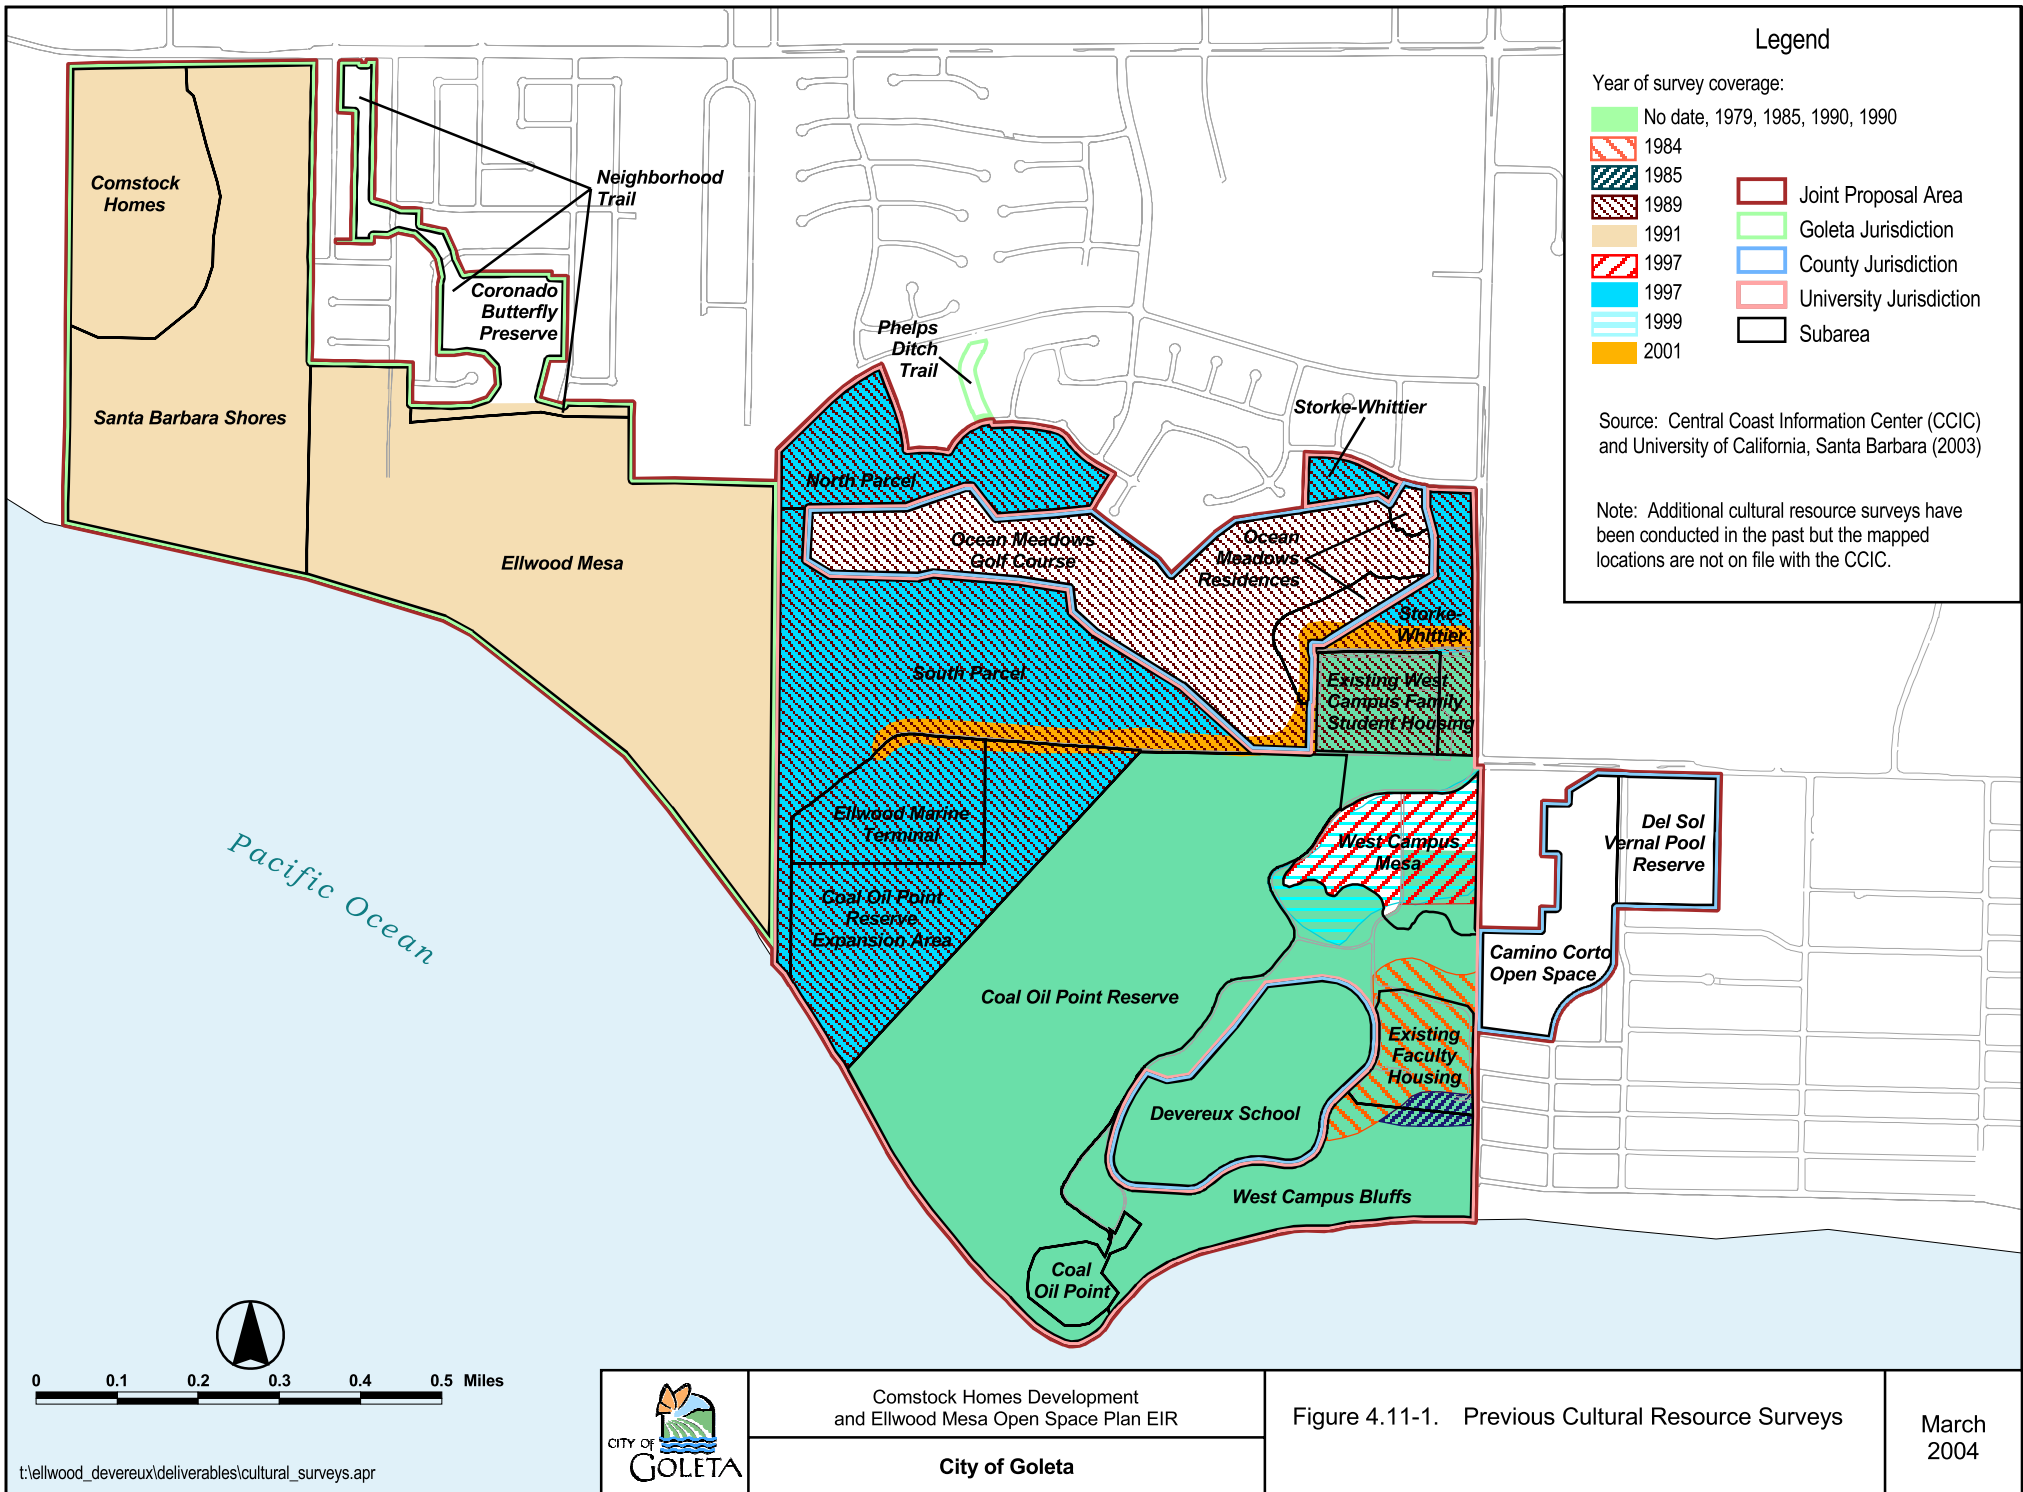 Legend
Year of survey coverage:
No date, 1979, 1985, 1990, 1990
1984
1985
1989
1991
1997
1997
1999
2001
Joint Proposal Area
Goleta Jurisdiction
County Jurisdiction
University Jurisdiction
Subarea
Source: Central Coast Information Center (CCIC)
and University of California, Santa Barbara (2003)
Note: Additional cultural resource surveys have
been conducted in the past but the mapped
locations are not on file with the CCIC.
Comstock
Homes
Neighborhood
Trail
Coronado
Butterfly
Preserve
Phelps
Ditch
Trail
Santa Barbara Shores
Storke-Whittier
North Parcel
Ocean Meadows
Golf Course
Ocean
Meadows
Residences
Ellwood Mesa
Storke-
Whittier
South Parcel
Existing West
Campus Family
Student Housing
Ellwood Marine
Terminal
West Campus
Mesa
Del Sol
Vernal Pool
Reserve
Coal Oil Point
Reserve
Expansion Area
Camino Corto
Open Space
Pacific Ocean
Coal Oil Point Reserve
Existing
Faculty
Housing
Devereux School
West Campus Bluffs
Coal
Oil Point
0 0.1 0.2 0.3 0.4 0.5 Miles
t:\ellwood_devereux\deliverables\cultural_surveys.apr
CITY OF
GOLETA
Comstock Homes Development
and Ellwood Mesa Open Space Plan EIR
City of Goleta
Figure 4.11-1. Previous Cultural Resource Surveys
March
2004